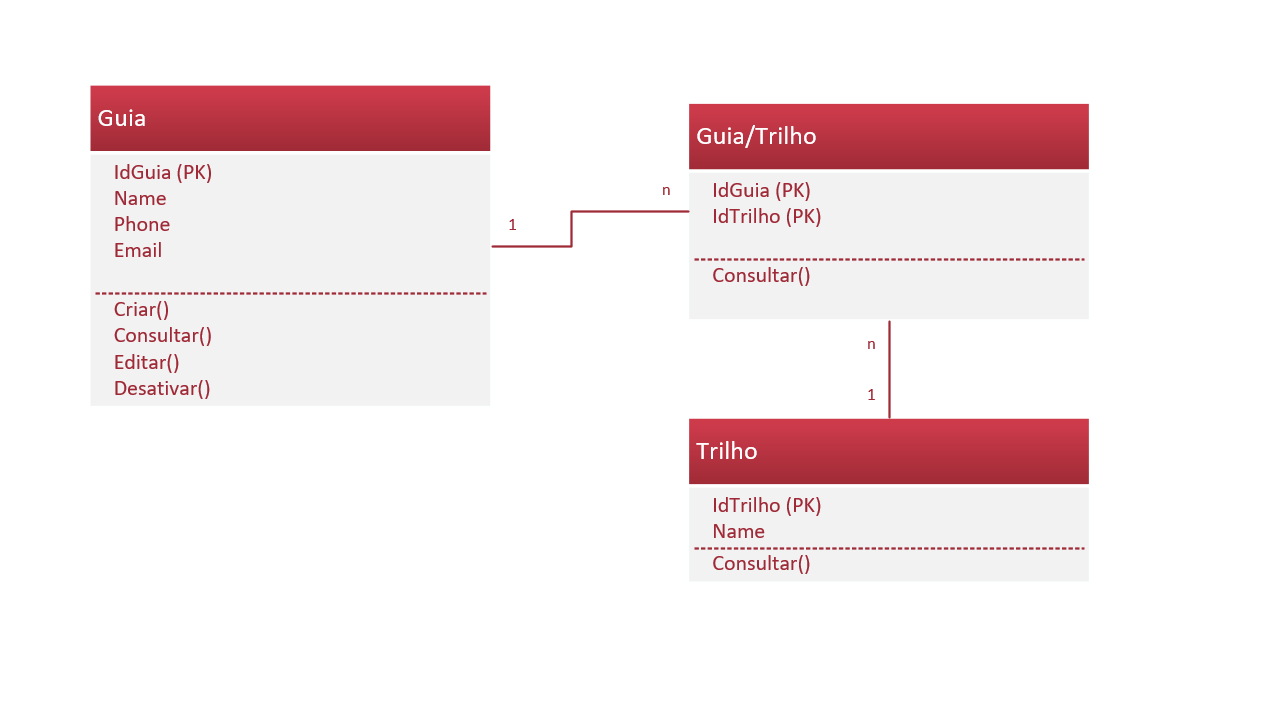 Guia
IdGuia (PK)
Name
Phone
Email
Criar()
Consultar()
Editar()
Desativar()
1
n
Guia/Trilho
IdGuia (PK)
IdTrilho (PK)
Consultar()
n
1
Trilho
IdTrilho (PK)
Name
Consultar()